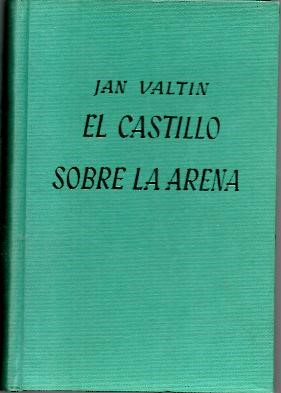 JAN VALTIN
EL CASTILLO
SOBRE LA ARENA